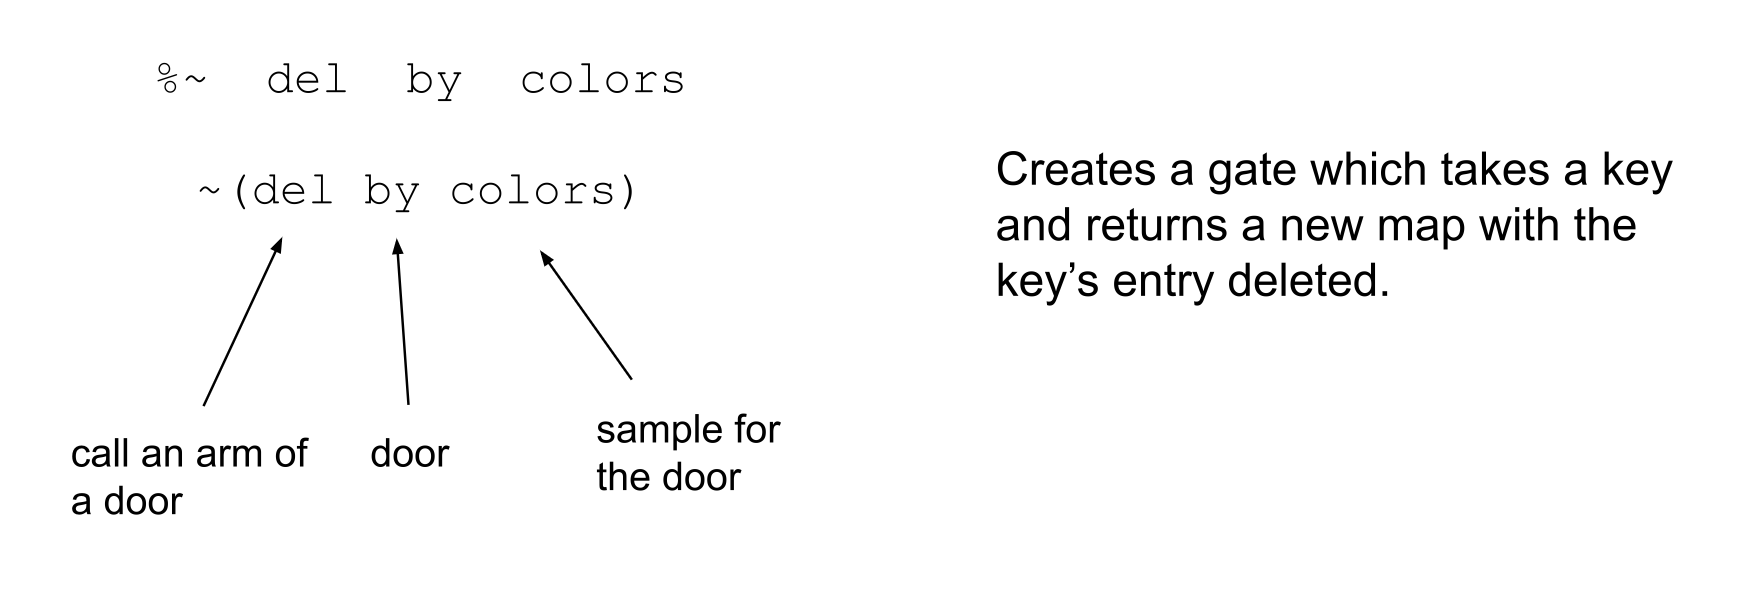 %~ del by colors
~(del by colors)
Creates a gate which takes a key
and returns a new map with the
key’s entry deleted.
call an arm of
a door
door
sample for
the door